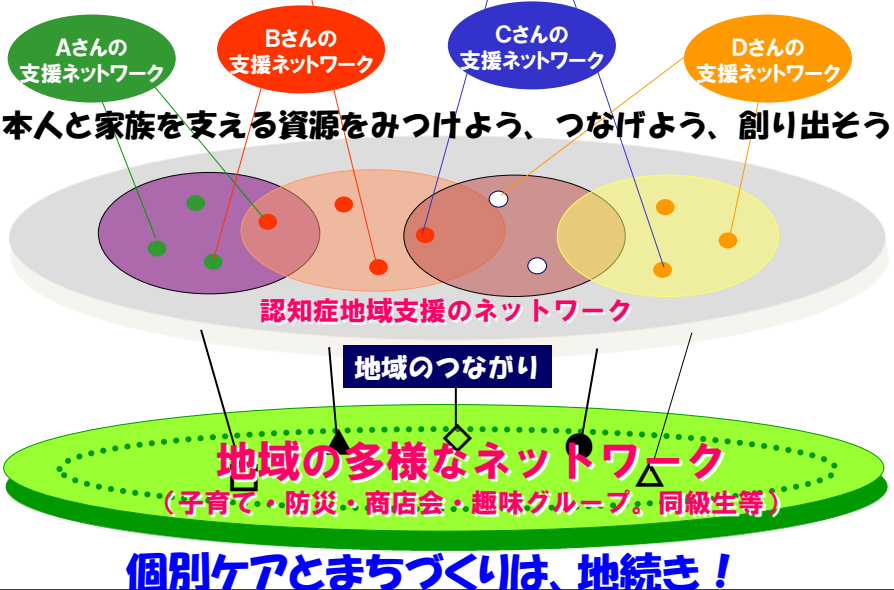 Aさんの
支援ネットワーク
Bさんの
支援ネットワーク
Cさんの
支援ネットワーク
Dさんの
支援ネットワーク
本人と家族を支える資源をみつけよう、つなげよう、創り出そう
認知症地域支援のネットワーク
地域のつながり
地域の多様なネットワーク
（子育て・防災・商店会・趣味グループ。同級生等）
個別ケアとまちづくりは、地続き！